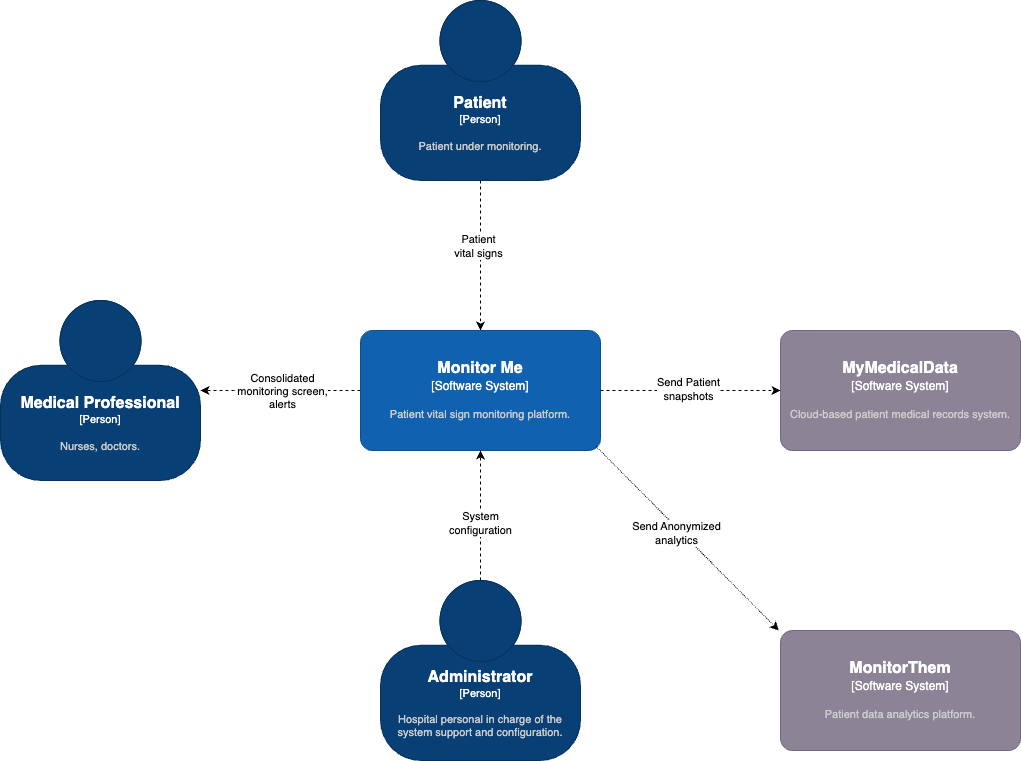 Patient
[Person]
Patient under monitoring.
Patient
vital signs
Medical Professional
[Person]
Nurses, doctors.
Consolidated
monitoring screen,
alerts
Monitor Me
[Software System]
Patient vital sign monitoring platform.
Send Patient
snapshots
MyMedicalData
[Software System]
Cloud-based patient medical records system.
System
configuration
Send Anonymized
analytics
Administrator
[Person]
Hospital personal in charge of the
system support and configuration.
MonitorThem
[Software System]
Patient data analytics platform.